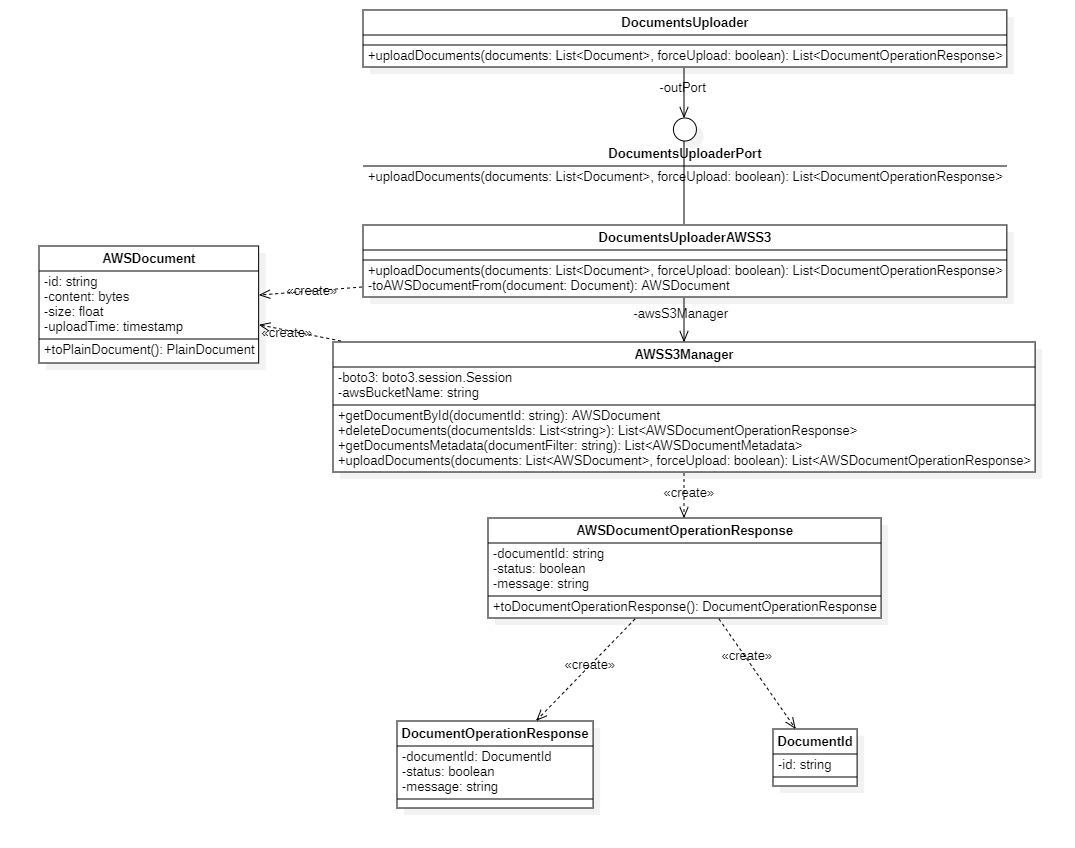 DocumentsUploader
+uploadDocuments(documents: List<Document>, forceUpload: boolean): List<DocumentOperationResponse>
-outPort
DocumentsUploaderPort
+uploadDocuments(documents: List<Document>, forceUpload: boolean): List<DocumentOperationResponse>
DocumentsUploaderAWSS3
+uploadDocuments(documents: List<Document>, forceUpload: boolean): List<DocumentOperationResponse>
-toAWSDocumentFrom(document: Document): AWSDocument
AWSDocument
-id: string
-content: bytes
-size: float
-uploadTime: timestamp
+toPlainDocument(): PlainDocument
«create»
«create»
-awsS3Manager
AWSS3Manager
-boto3: boto3.session.Session
-awsBucketName: string
+getDocumentById(documentId: string): AWSDocument
+deleteDocuments(documentsIds: List<string>): List<AWSDocumentOperationResponse>
+getDocumentsMetadata(documentFilter: string): List<AWSDocumentMetadata>
+uploadDocuments(documents: List<AWSDocument>, forceUpload: boolean): List<AWSDocumentOperationResponse>
«create»
AWSDocumentOperationResponse
-documentId: string
-status: boolean
-message: string
+toDocumentOperationResponse(): DocumentOperationResponse
«create»
«create»
DocumentOperationResponse
-documentId: DocumentId
-status: boolean
-message: string
DocumentId
-id: string